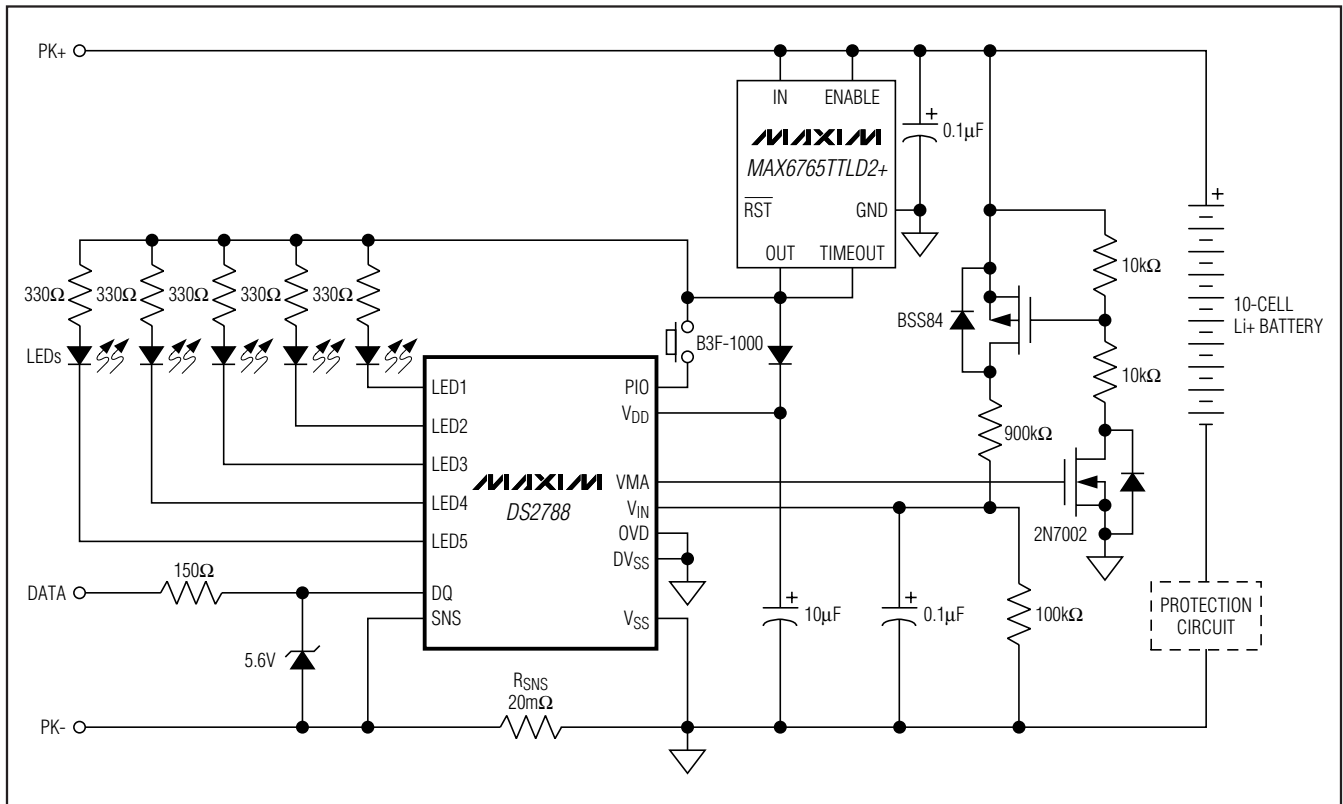 PK+
IN ENABLE
MAXIM
MAX6765TTLD2+
RST GND
OUT TIMEOUT
+
0.1µF
10kΩ
BSS84
10kΩ
+
10-CELL
Li+ BATTERY
330Ω 330Ω 330Ω 330Ω 330Ω
LEDs
B3F-1000
LED1 PIO
LED2 VDD
LED3
LED4 VMA
VIN
LED5 OVD
DVSS
DQ
SNS VSS
MAXIM
DS2788
900kΩ
2N7002
DATA
150Ω
5.6V
+
10µF
+
0.1µF
100kΩ
PROTECTION
CIRCUIT
RSNS
20mΩ
PK-